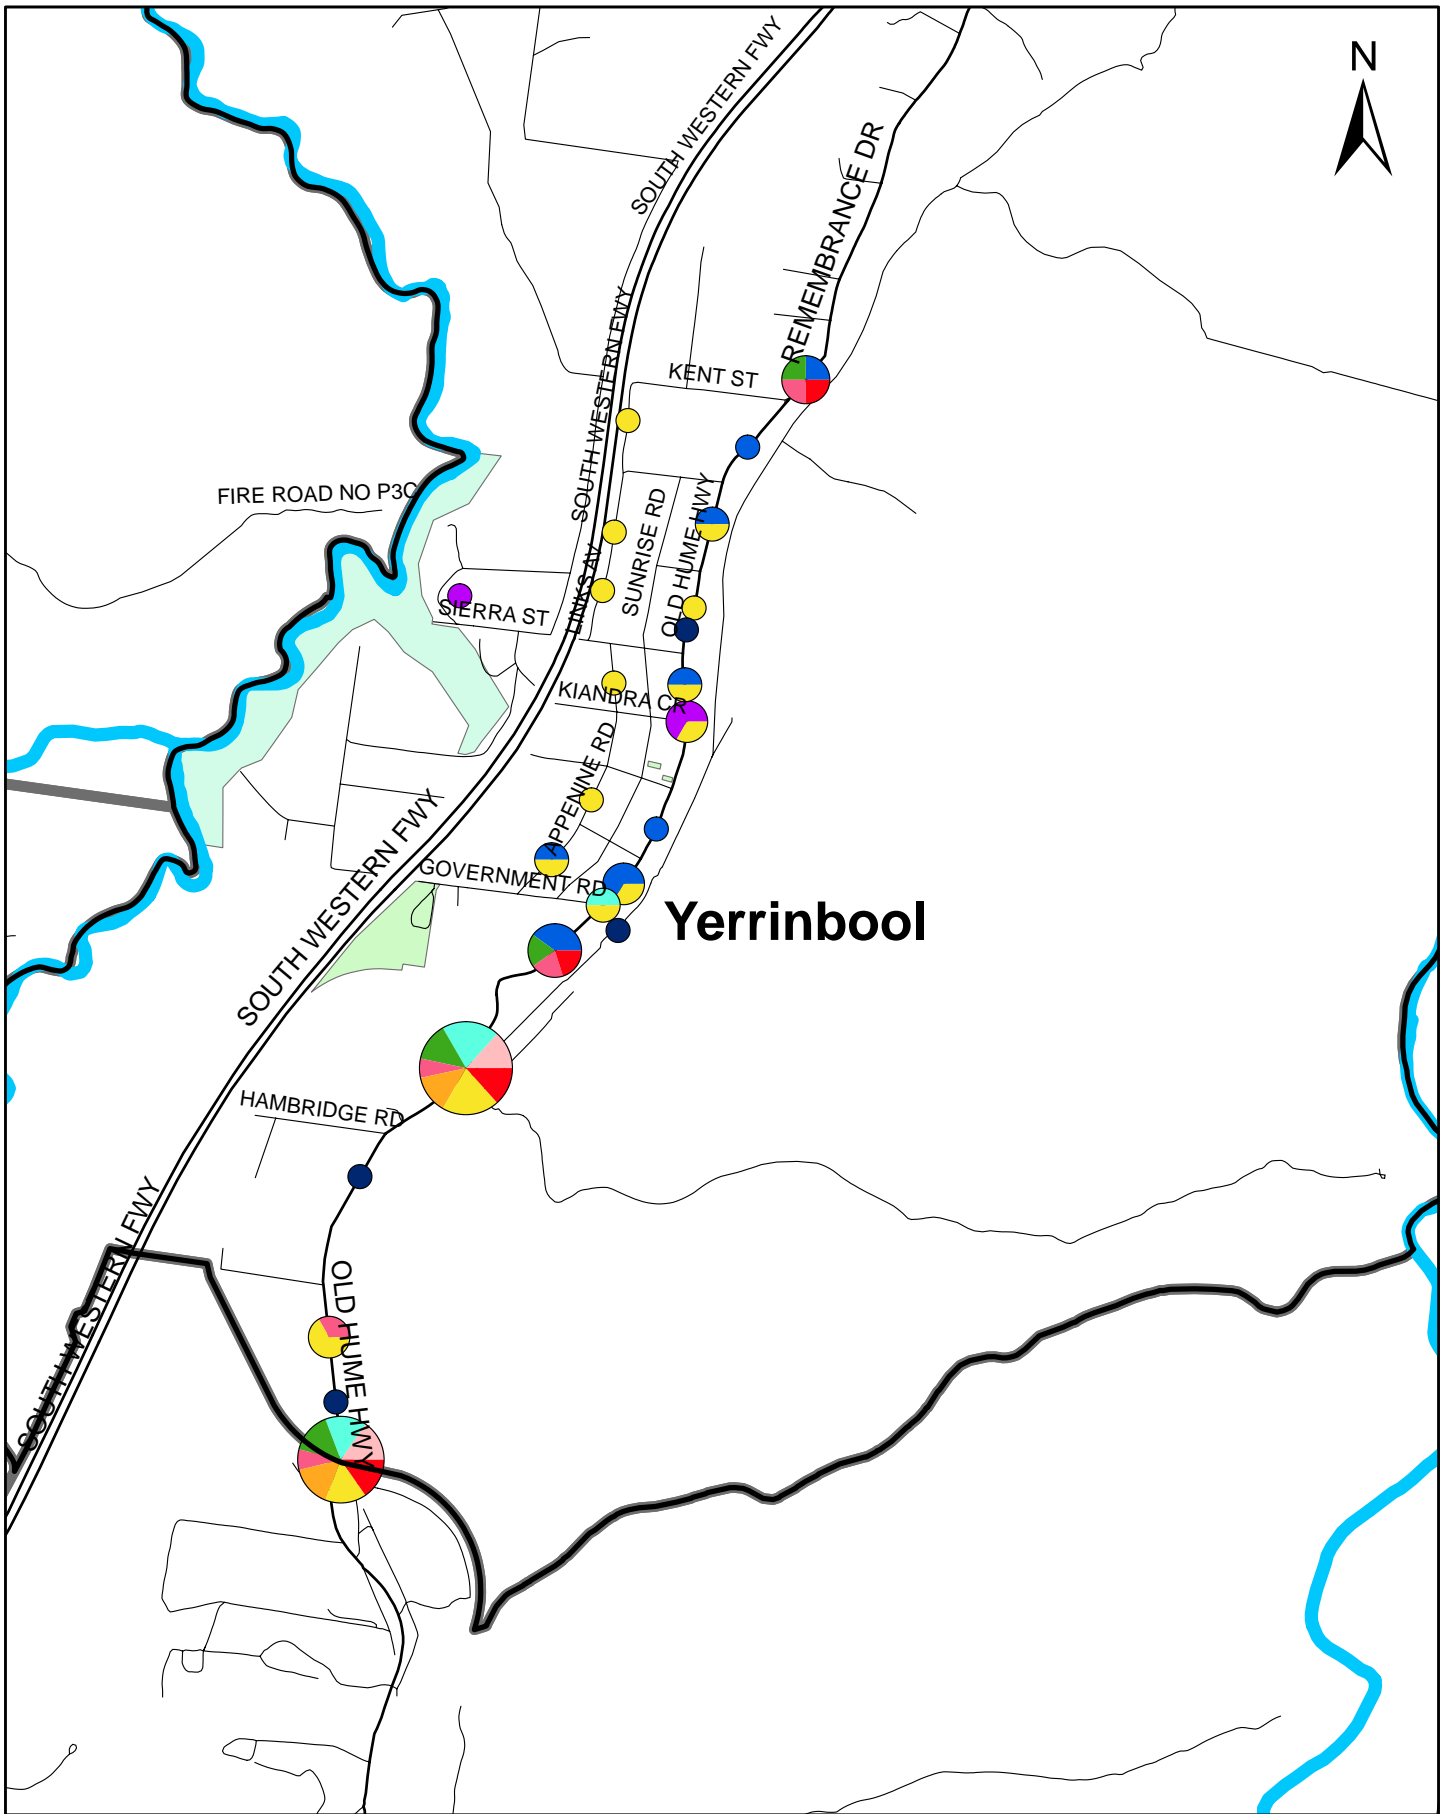 SOUTH WESTERN FWY
N
REMEMBRANCE DR
SOUTH WESTERN FWY
KENT ST
FIRE ROAD NO P3C
SUNRISE RD
OLD HUME HWY
LINKS AV
SIERRA ST
KIANDRA CR
APPENINE RD
SOUTH WESTERN FWY
GOVERNMENT RD
Yerrinbool
HAMBRIDGE RD
SOUTH WESTERN FWY
OLD HUME HWY